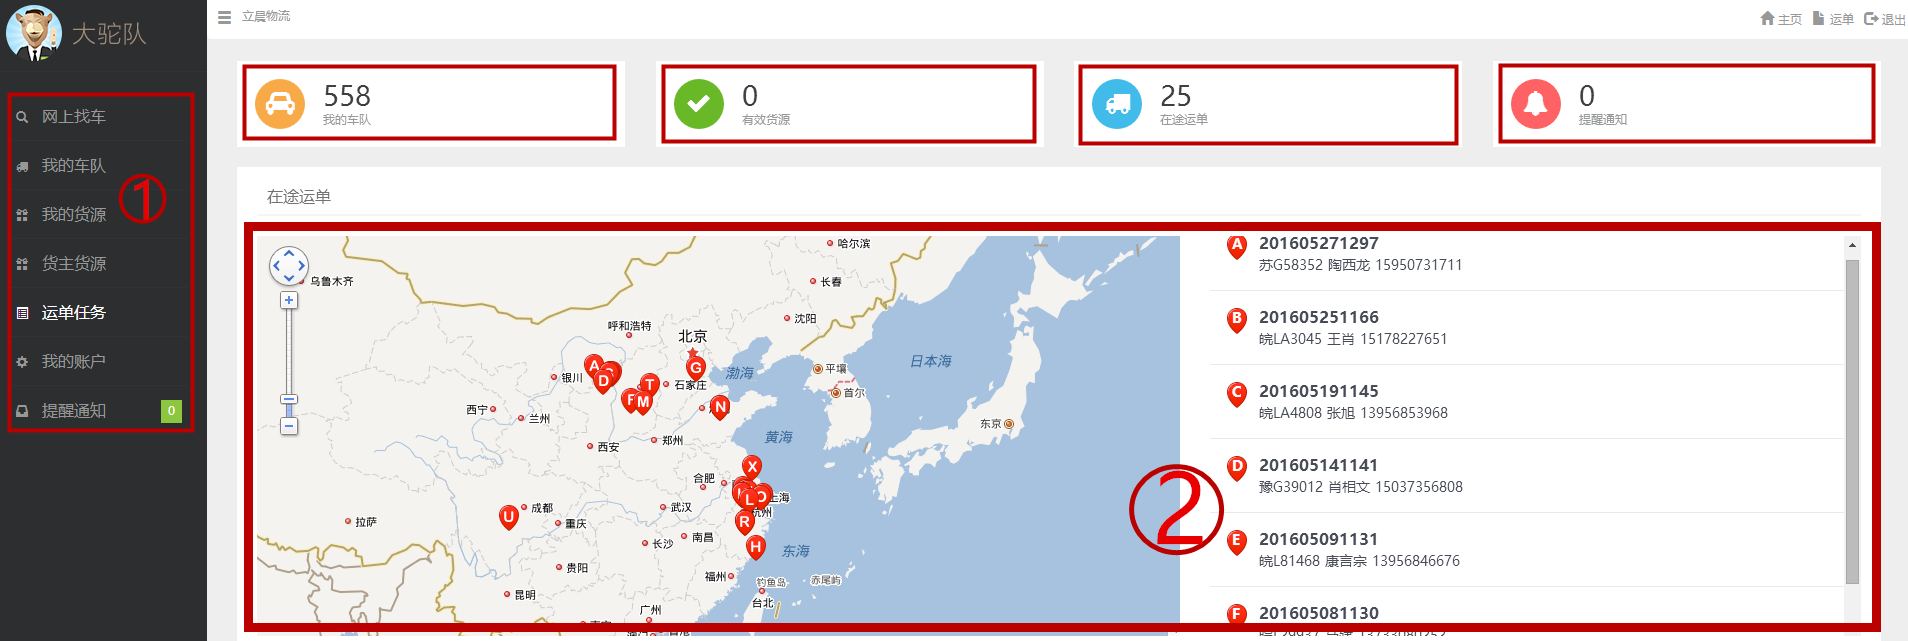 大驼队
立晨物流
主页
运单
退出
网上找车
我的车队
我的货源
货主货源
运单任务
我的账户
提醒通知
0
①
558
我的车队
0
有效货源
25
在途运单
0
提醒通知
在途运单
哈尔滨
乌鲁木齐
长春
沈阳
呼和浩特
北京
平壤
日本海
渤海
A
G
D
T
银川
石家庄
首尔
F
M
N
西宁
兰州
东京
黄海
郑州
西安
X
合肥
L
O
上海
成都
武汉
杭州
U
重庆
R
拉萨
南昌
长沙
H
东海
贵阳
福州
钓鱼岛
赤尾屿
昆明
台北
广州
②
A
201605271297
苏G58352 陶西龙 15950731711
B
201605251166
皖LA3045 王肖 15178227651
C
201605191145
皖LA4808 张旭 13956853968
D
201605141141
豫G39012 肖相文 15037356808
E
201605091131
皖L81468 康言宗 13956846676
F
201605081130